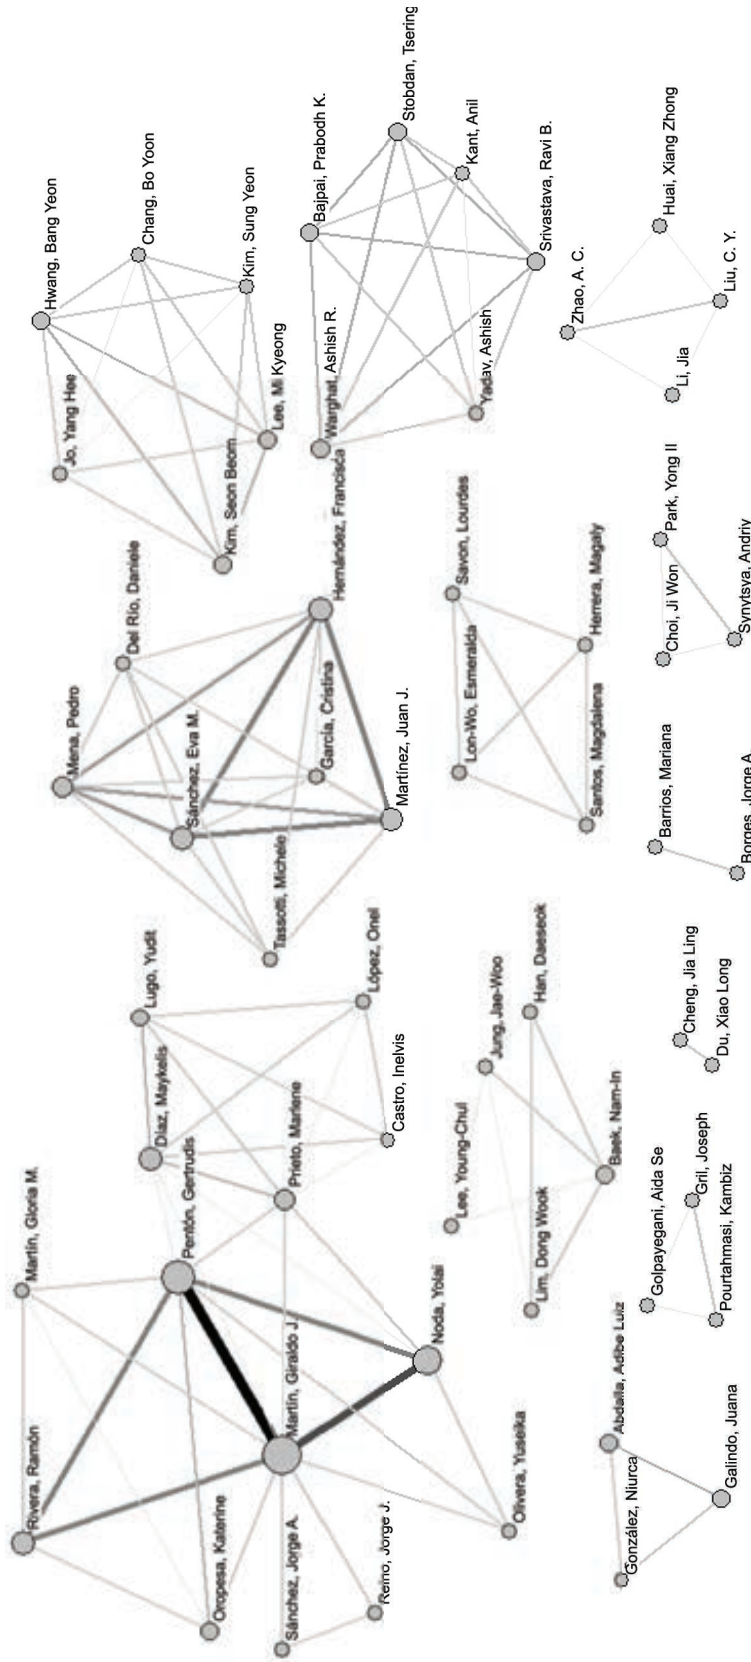 Martín, Gloria M.
Rivera, Ramón
Lugo, Yudit
Díaz, Maykelis
Pentón, Gertrudis
Oropesa, Katerine
Sánchez, Jorge A.
Martín, Giraldo J.
Prieto, Marlene
López, Onel
Castro, Inelvis
Reino, Jorge J.
Noda, Yolai
Olivera, Yuseika
Mena, Pedro
Del Río, Daniele
Sánchez, Eva M.
Tassotti, Michele
García, Cristina
Hernández, Francisca
Martínez, Juan J.
Hwang, Bang Yeon
Jo, Yang Hee
Chang, Bo Yoon
Kim, Sung Yeon
Kim, Seon Beom
Lee, Mi Kyeong
Bajpai, Prabodh K.
Stobdan, Tsering
Warghat, Ashish R.
Kant, Anil
Yadav, Ashish
Srivastava, Ravi B.
Lee, Young-Chul
Jung, Jae-Woo
Han, Daeseok
Lim, Dong Wook
Baek, Nam-In
Savon, Lourdes
Lon-Wo, Esmeralda
Santos, Magdalena
Herrera, Magaly
Zhao, A. C.
Huai, Xiang Zhong
Li, Jia
Liu, C. Y.
Abdalla, Adibe Luiz
González, Niurca
Galindo, Juana
Golpayegani, Aida Se
Gril, Joseph
Pourtahmasi, Kambiz
Cheng, Jia Ling
Du, Xiao Long
Barrios, Mariana
Borges, Jorge A.
Choi, Ji Won
Park, Yong Il
Synytsya, Andriy